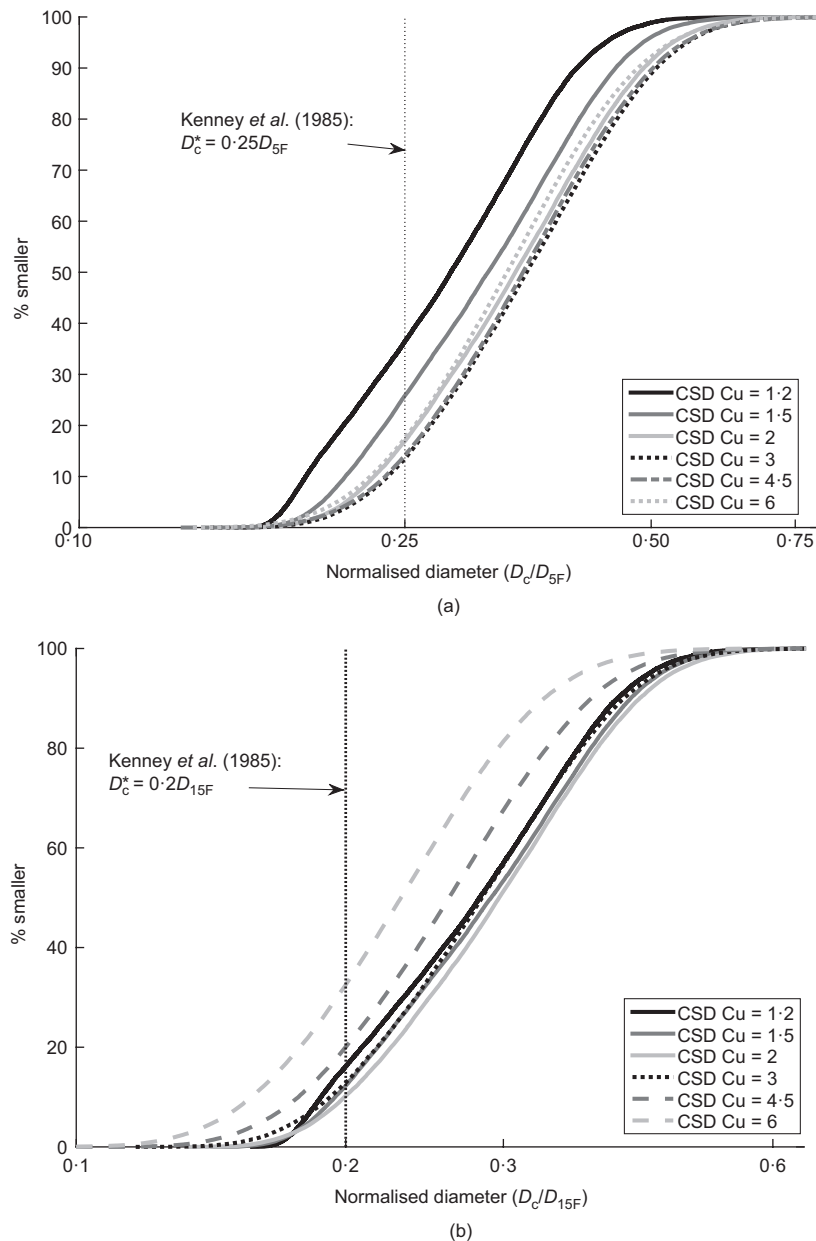 100
90
80
70
60
50
40
30
20
10
0
% smaller
Kenney et al. (1985):
D*c = 0·25D5F
CSD Cu = 1·2
CSD Cu = 1·5
CSD Cu = 2
CSD Cu = 3
CSD Cu = 4·5
CSD Cu = 6
0·10 0·25 0·50 0·75
Normalised diameter (Dc/D5F)
(a)
100
80
60
40
20
0
% smaller
Kenney et al. (1985):
D*c = 0·2D15F
CSD Cu = 1·2
CSD Cu = 1·5
CSD Cu = 2
CSD Cu = 3
CSD Cu = 4·5
CSD Cu = 6
0·1 0·2 0·3 0·6
Normalised diameter (Dc/D15F)
(b)